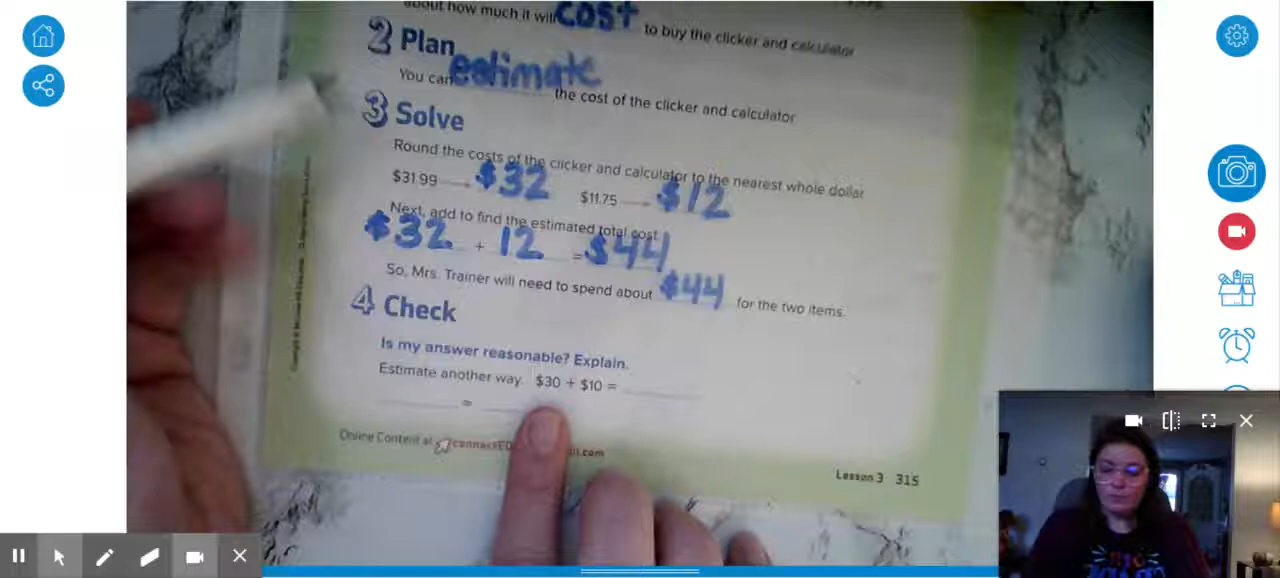 about how much it will cost to buy the clicker and calculator
2 Plan
You can estimate the cost of the clicker and calculator
3 Solve
Round the costs of the clicker and calculator to the nearest whole dollar
$31.99 → $32 $11.75 → $12
Next, add to find the estimated total cost.
$32 + 12 = $44
So, Mrs. Trainer will need to spend about $44 for the two items.
4 Check
Is my answer reasonable? Explain.
Estimate another way. $30 + $10 =
≈
Online Content at connectED .com
Lesson 3 315